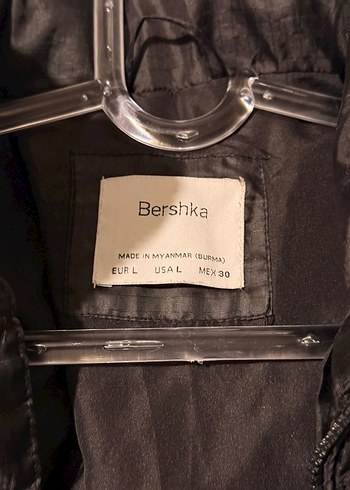 Bershka
MADE IN MYANMAR (BURMA)
EUR L USA L MEX 30